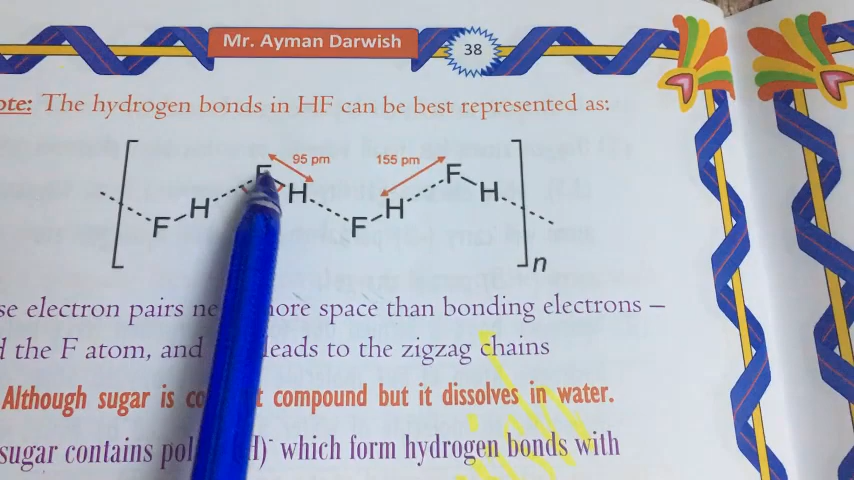 Mr. Ayman Darwish
38
ote: The hydrogen bonds in HF can be best represented as:
95 pm 155 pm
F H F H F H F H
n
se electron pairs ne more space than bonding electrons –
d the F atom, and leads to the zigzag chains
Although sugar is co t compound but it dissolves in water.
sugar contains pol H)⁻ which form hydrogen bonds with